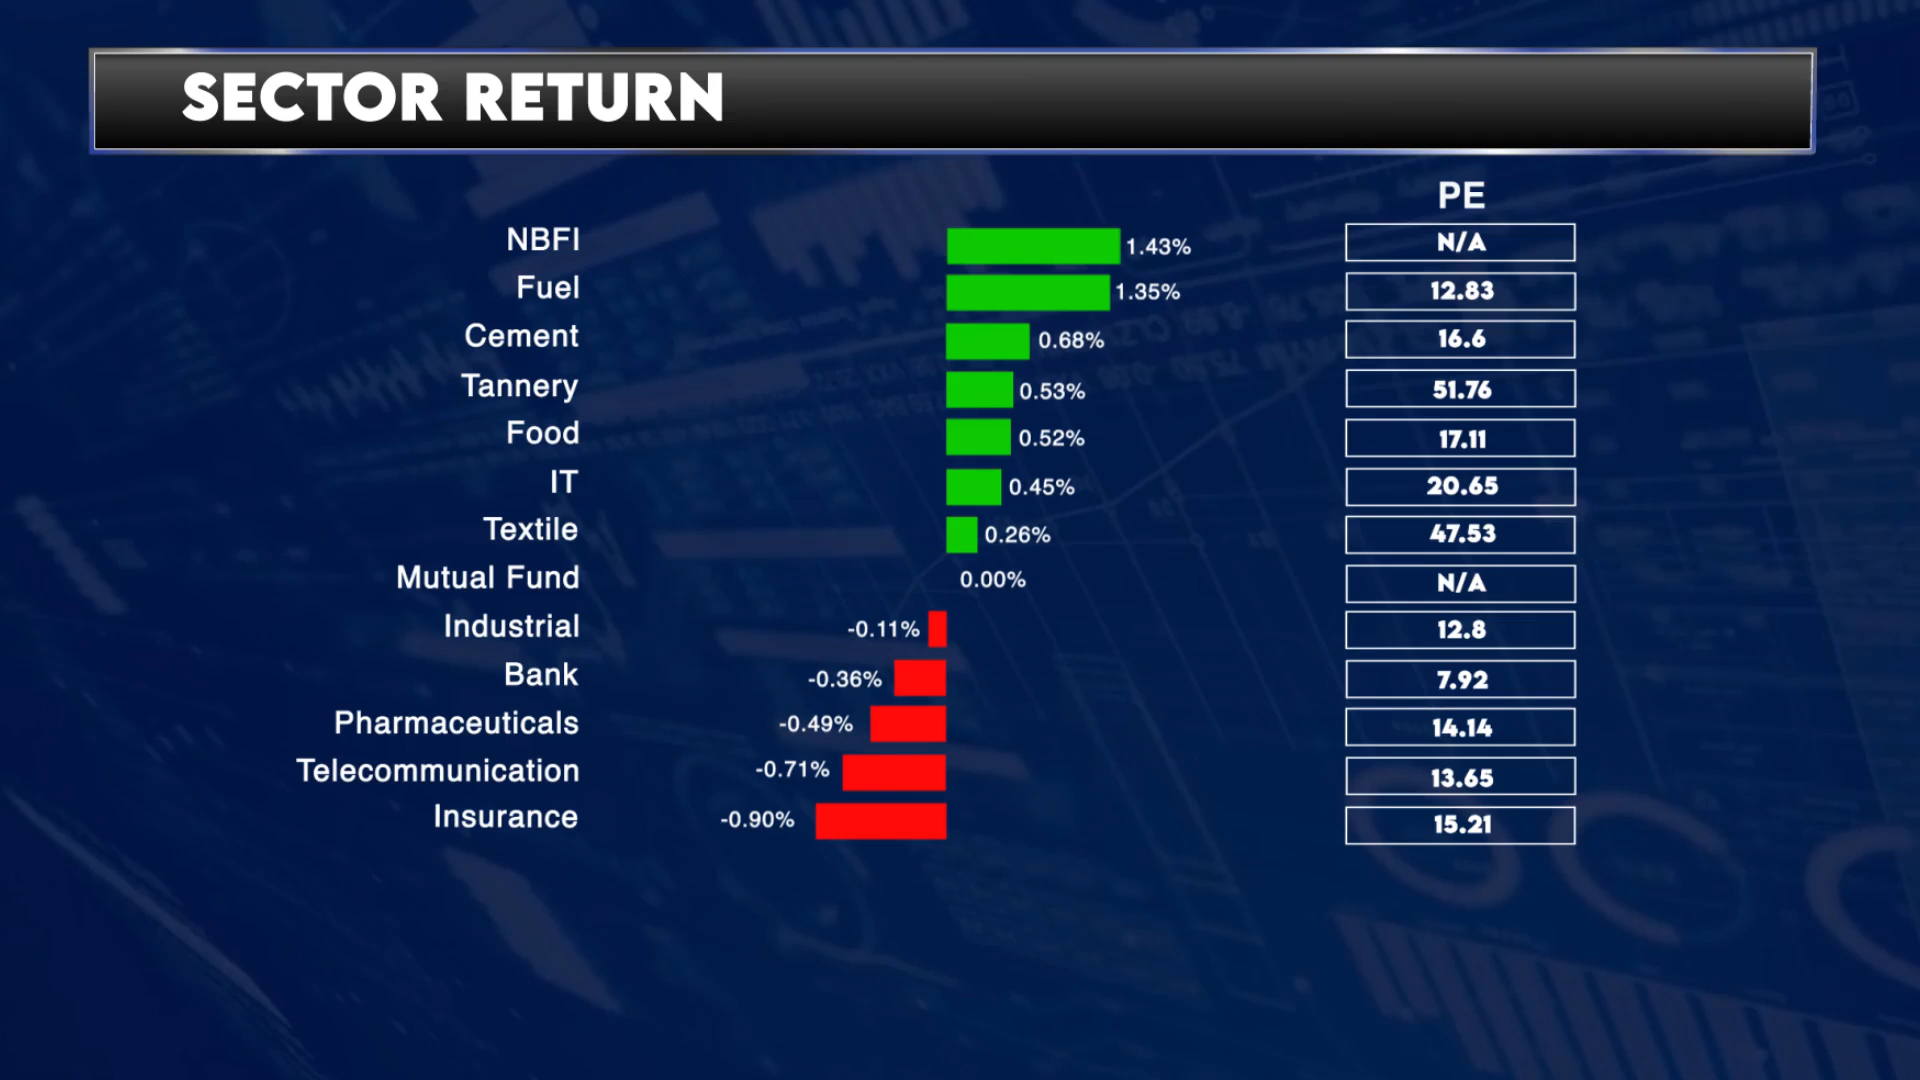 SECTOR RETURN
PE
NBFI 1.43% N/A
Fuel 1.35% 12.83
Cement 0.68% 16.6
Tannery 0.53% 51.76
Food 0.52% 17.11
IT 0.45% 20.65
Textile 0.26% 47.53
Mutual Fund 0.00% N/A
Industrial -0.11% 12.8
Bank -0.36% 7.92
Pharmaceuticals -0.49% 14.14
Telecommunication -0.71% 13.65
Insurance -0.90% 15.21